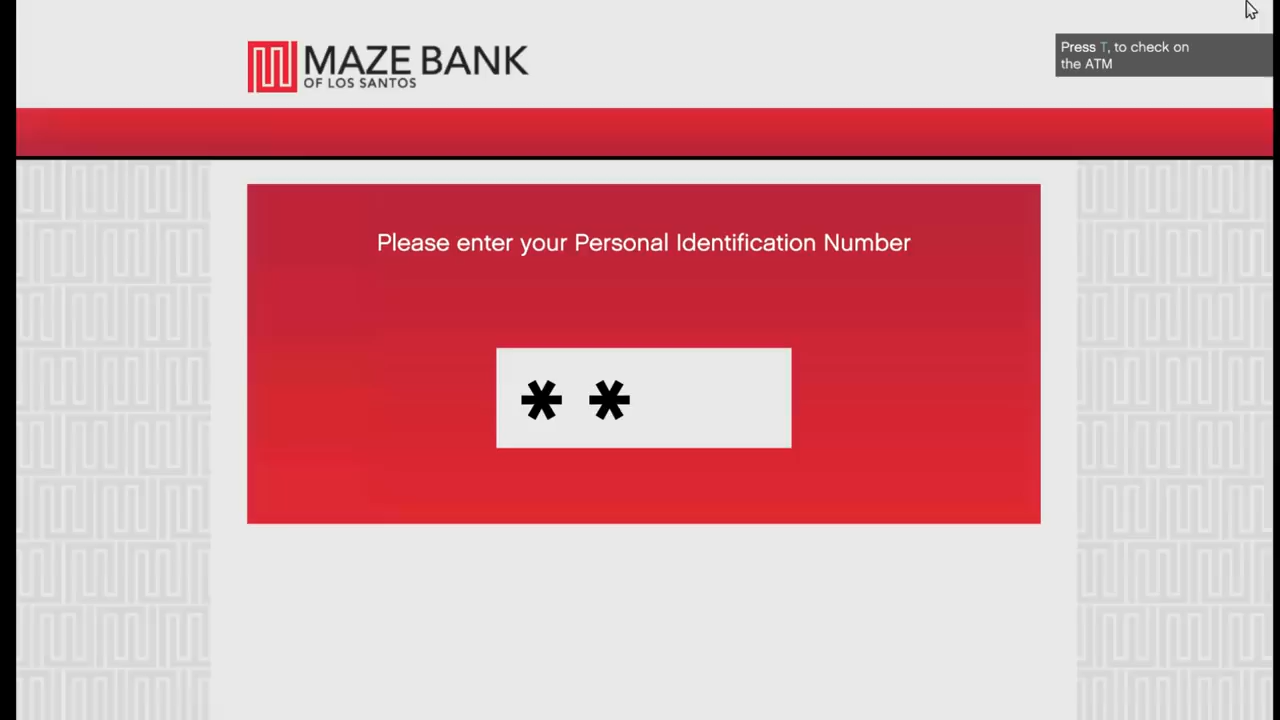 MAZE BANK
OF LOS SANTOS
Press T, to check on
the ATM
Please enter your Personal Identification Number
* *